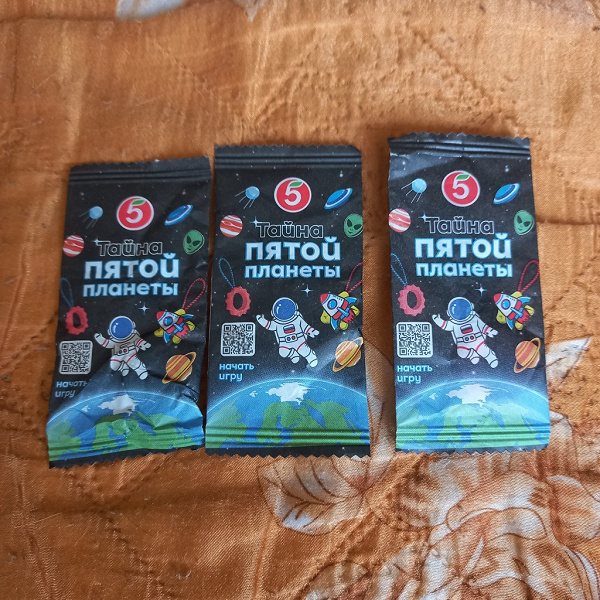 5
Тайна
пятой
планеты
начать
игру
5
Тайна
пятой
планеты
начать
игру
5
Тайна
пятой
планеты
начать
игру